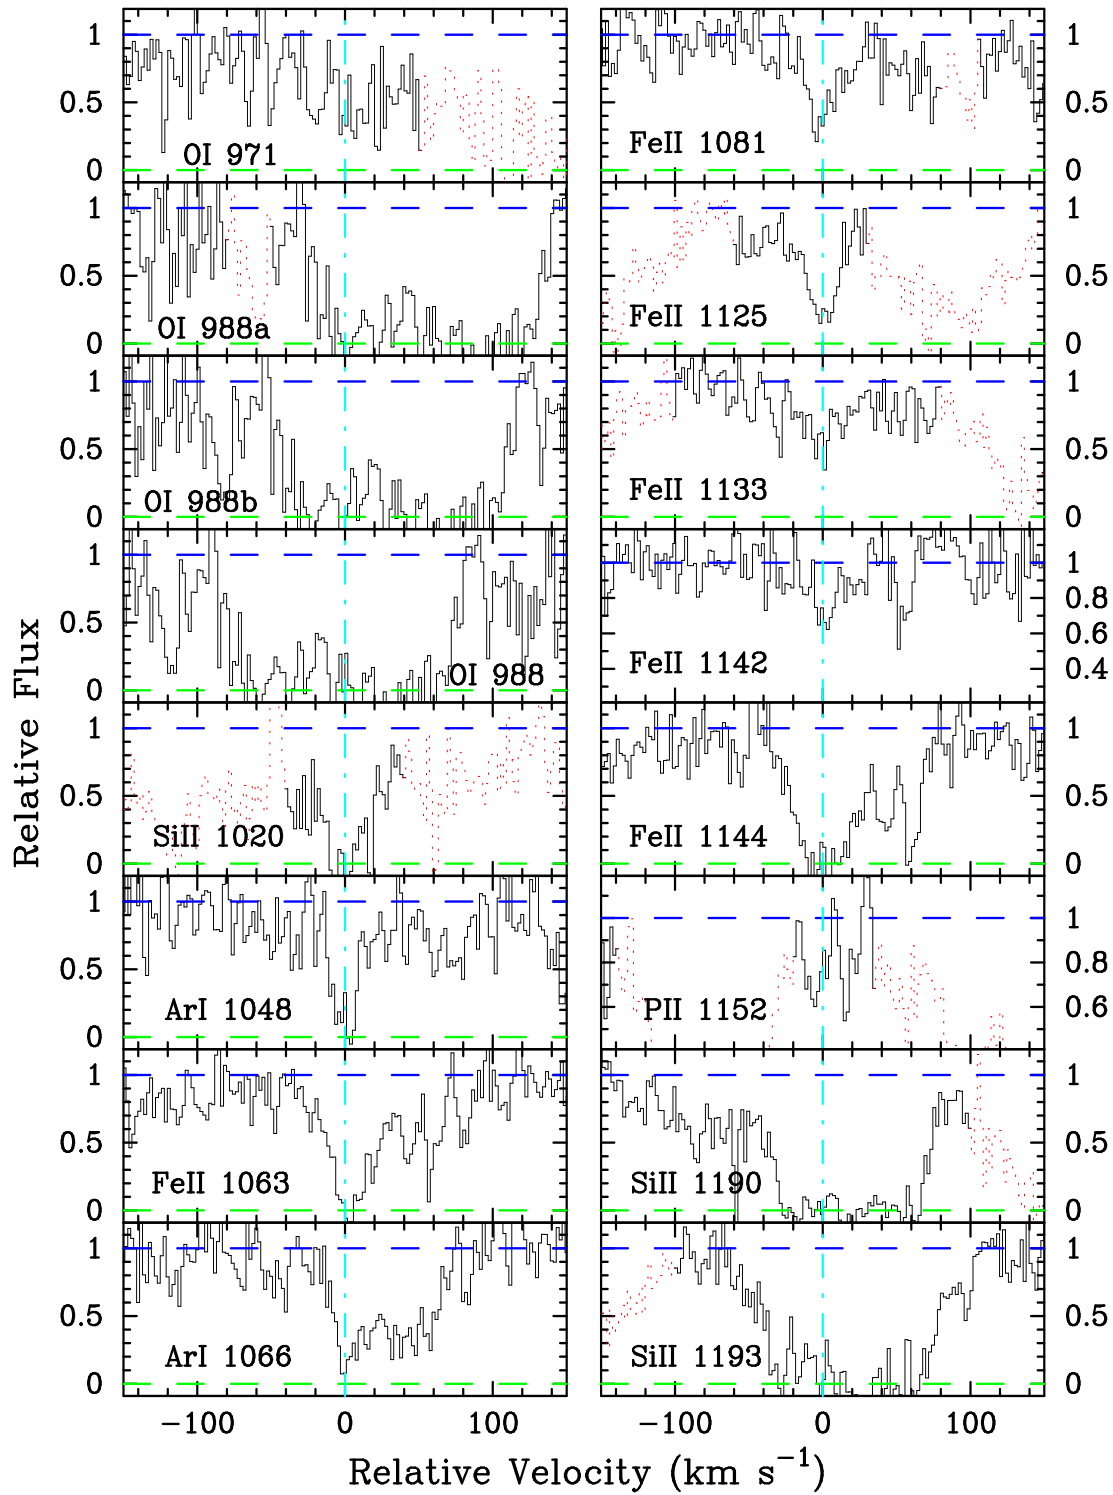 1
0.5
0
OI 971
1
0.5
0
OI 988a
1
0.5
0
OI 988b
1
0.5
0
OI 988
1
0.5
0
SiII 1020
1
0.5
0
ArI 1048
1
0.5
0
FeII 1063
1
0.5
0
ArI 1066
-100 0 100
1
0.5
0
FeII 1081
1
0.5
0
FeII 1125
1
0.5
0
FeII 1133
1
0.8
0.6
0.4
FeII 1142
1
0.5
0
FeII 1144
1
0.8
0.6
PII 1152
1
0.5
0
SiII 1190
1
0.5
0
SiII 1193
-100 0 100
Relative Flux
Relative Velocity (km s⁻¹)